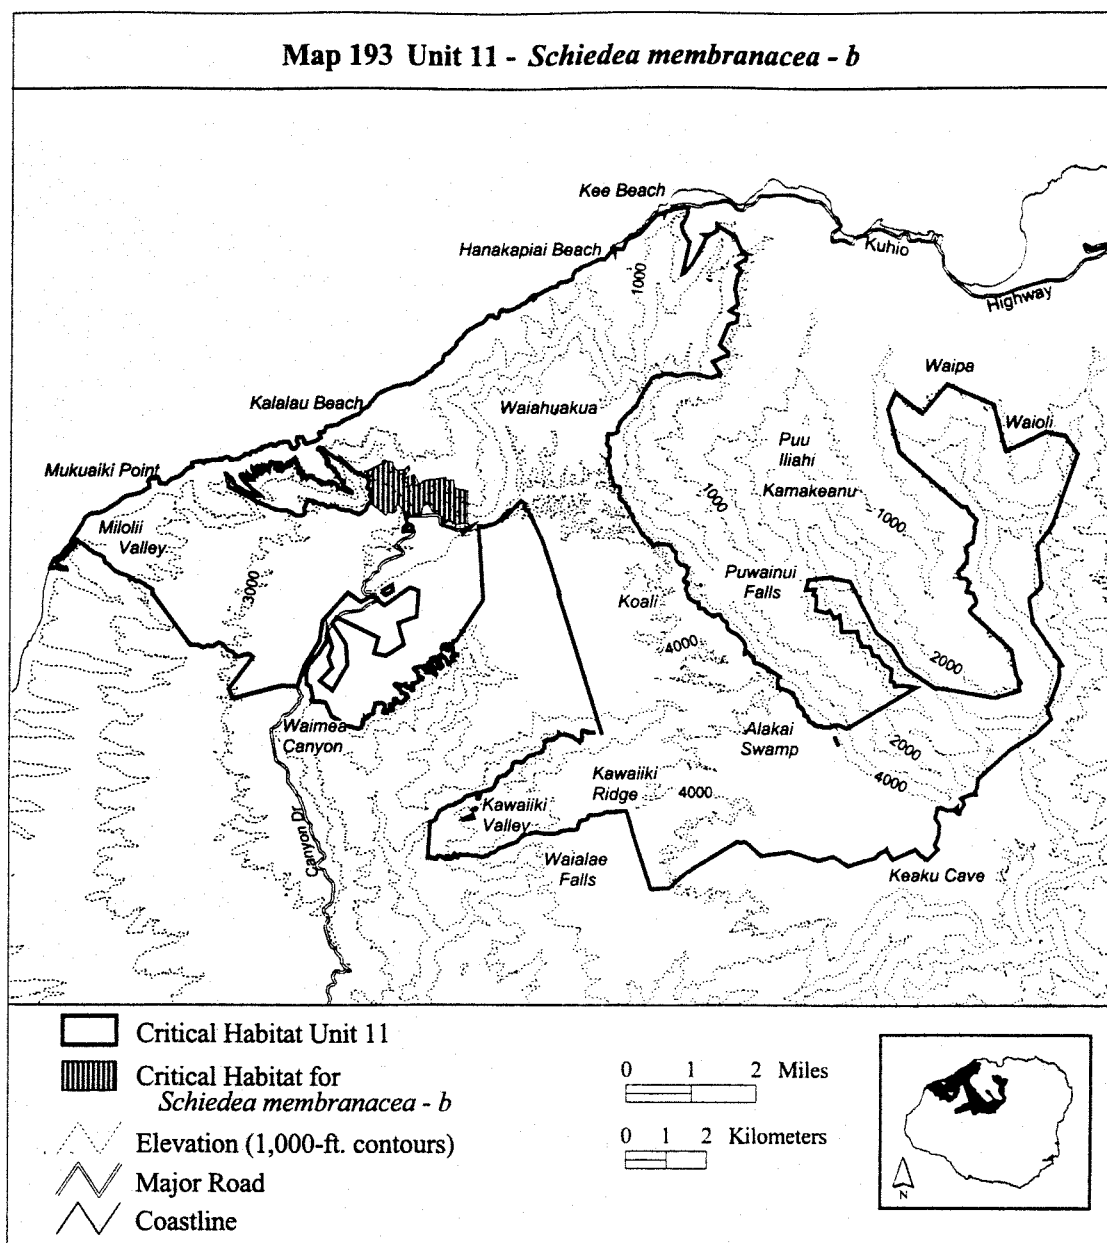 Map 193 Unit 11 - Schiedea membranacea - b
Kee Beach
Hanakapiai Beach
Kuhio
Highway
1000
Waipa
Kalalau Beach
Waiahuakua
Waioli
Puu
Iliahi
Mukuaiki Point
Kamakeanu
1000
1000
Milolii
Valley
3000
Puwainui
Falls
Koali
4000
2000
Waimea
Canyon
Alakai
Swamp
2000
4000
Kawaiiki
Ridge
4000
Kawaiiki
Valley
Canyon Dr
Waialae
Falls
Keaku Cave
Critical Habitat Unit 11
Critical Habitat for
Schiedea membranacea - b
Elevation (1,000-ft. contours)
Major Road
Coastline
0 1 2 Miles
0 1 2 Kilometers
N